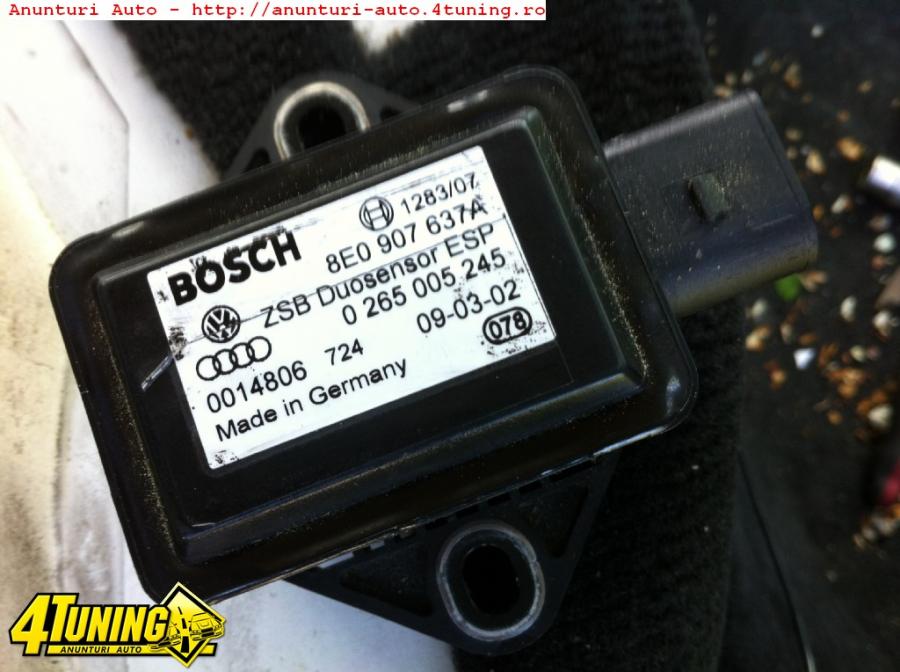 Anunturi Auto - http://anunturi-auto.4tuning.ro
BOSCH
1283/07
8E0 907 637A
ZSB Duosensor ESP
0 265 005 245
09-03-02
0014806 724
078
Made in Germany
4TUNING
ANUNTURI AUTO